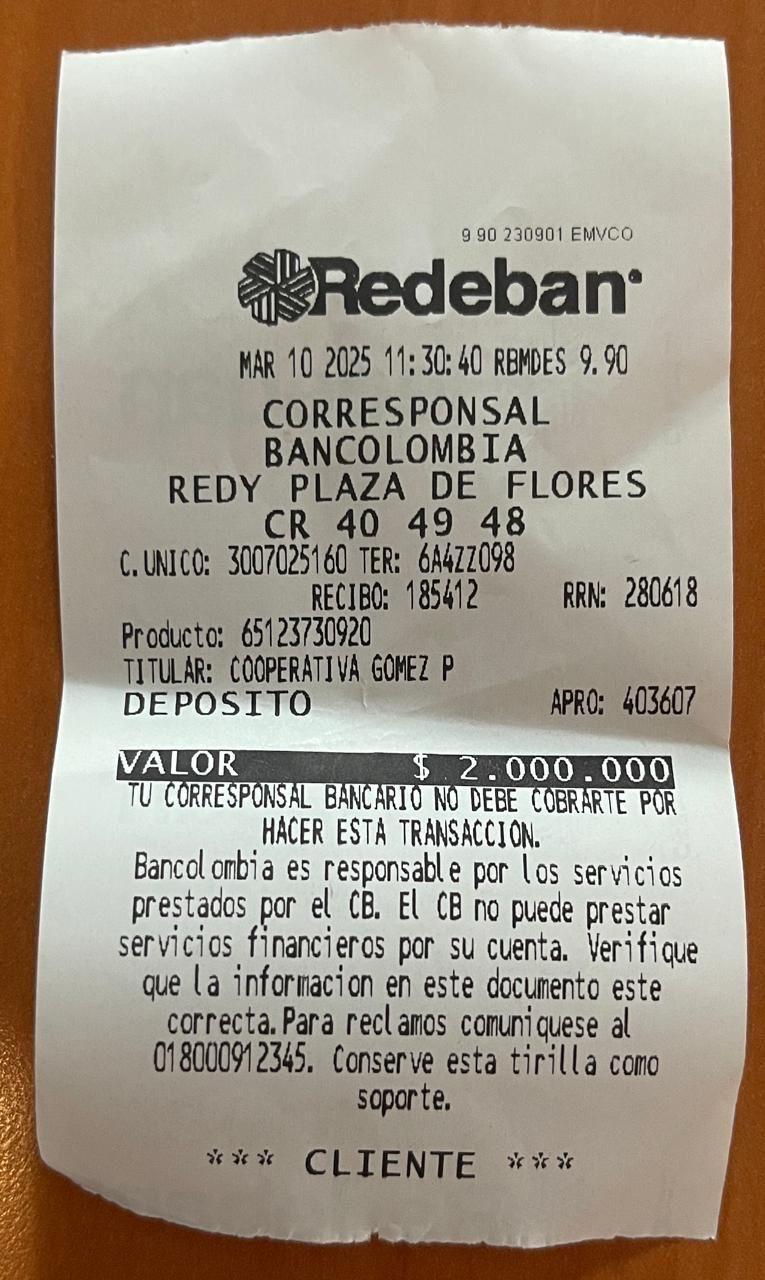 9 90 230901 EMVCO
Redeban
MAR 10 2025 11:30:40 RBMDES 9.90
CORRESPONSAL
BANCOLOMBIA
REDY PLAZA DE FLORES
CR 40 49 48
C.UNICO: 3007025160 TER: 6A4ZZ098
RECIBO: 185412 RRN: 280618
Producto: 65123730920
TITULAR: COOPERATIVA GOMEZ P
DEPOSITO APRO: 403607
VALOR $ 2.000.000
TU CORRESPONSAL BANCARIO NO DEBE COBRARTE POR
HACER ESTA TRANSACCION.
Bancolombia es responsable por los servicios
prestados por el CB. El CB no puede prestar
servicios financieros por su cuenta. Verifique
que la informacion en este documento este
correcta.Para reclamos comuniquese al
018000912345. Conserve esta tirilla como
soporte.
*** CLIENTE ***